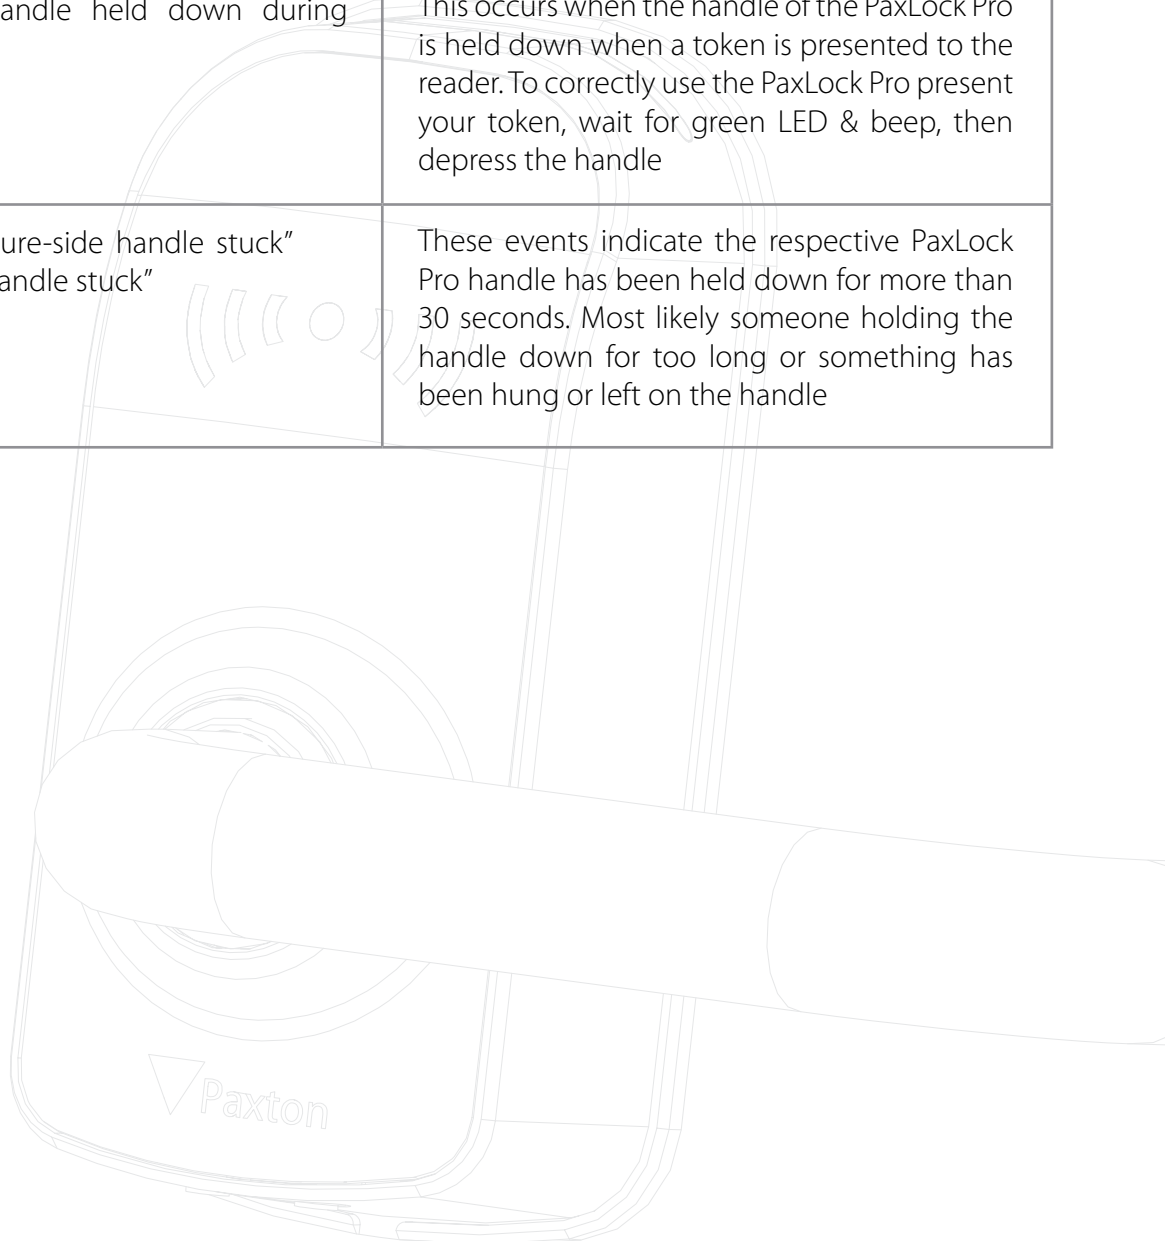 andle held down during
This occurs when the handle of the PaxLock Pro
is held down when a token is presented to the
reader. To correctly use the PaxLock Pro present
your token, wait for green LED & beep, then
depress the handle
ure-side handle stuck”
andle stuck”
These events indicate the respective PaxLock
Pro handle has been held down for more than
30 seconds. Most likely someone holding the
handle down for too long or something has
been hung or left on the handle
Paxton